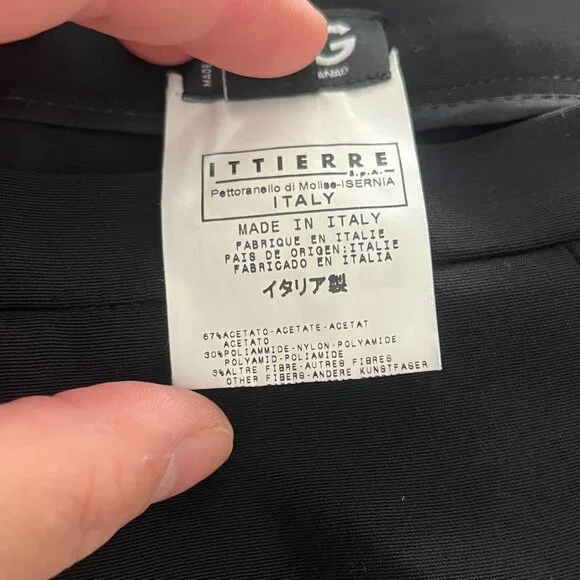 MADE
G
ITTIERRE
S.p.A.
Pettoranello di Molise-ISERNIA
ITALY
MADE IN ITALY
FABRIQUE EN ITALIE
PAIS DE ORIGEN:ITALIE
FABRICADO EN ITALIA
イタリア製
67%ACETATO-ACETATE-ACETAT
ACETATO
30%POLIAMMIDE-NYLON-POLYAMIDE
POLYAMID-POLIAMIDE
3%ALTRE FIBRE-AUTRES FIBRES
OTHER FIBERS-ANDERE KUNSTFASER